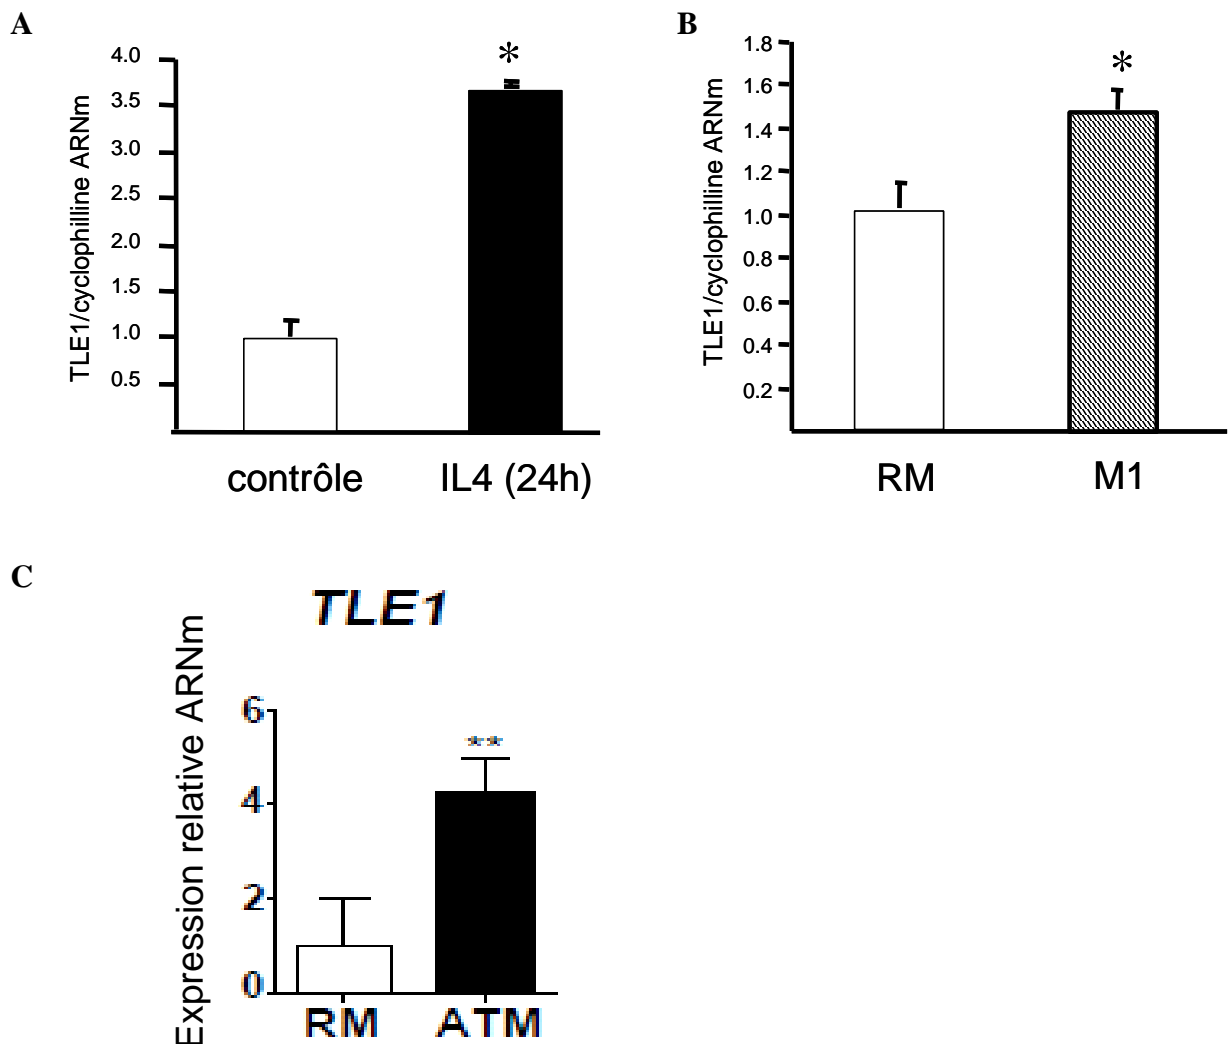 A
TLE1/cyclophilline ARNm
4.0
3.5
3.0
2.5
2.0
1.5
1.0
0.5
*
contrôle
IL4 (24h)
B
TLE1/cyclophilline ARNm
1.8
1.6
1.4
1.2
1.0
0.8
0.6
0.4
0.2
*
RM
M1
C
TLE1
Expression relative ARNm
6
4
2
0
**
RM
ATM